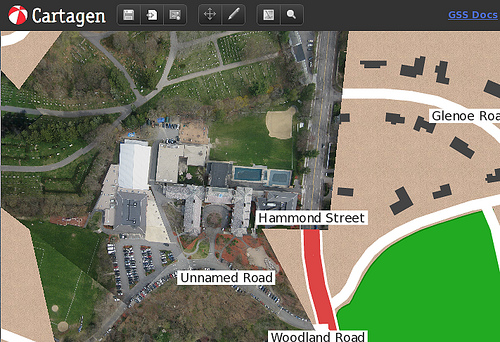 Cartagen
GSS Docs
Glenoe Roa
Hammond Street
Unnamed Road
Woodland Road